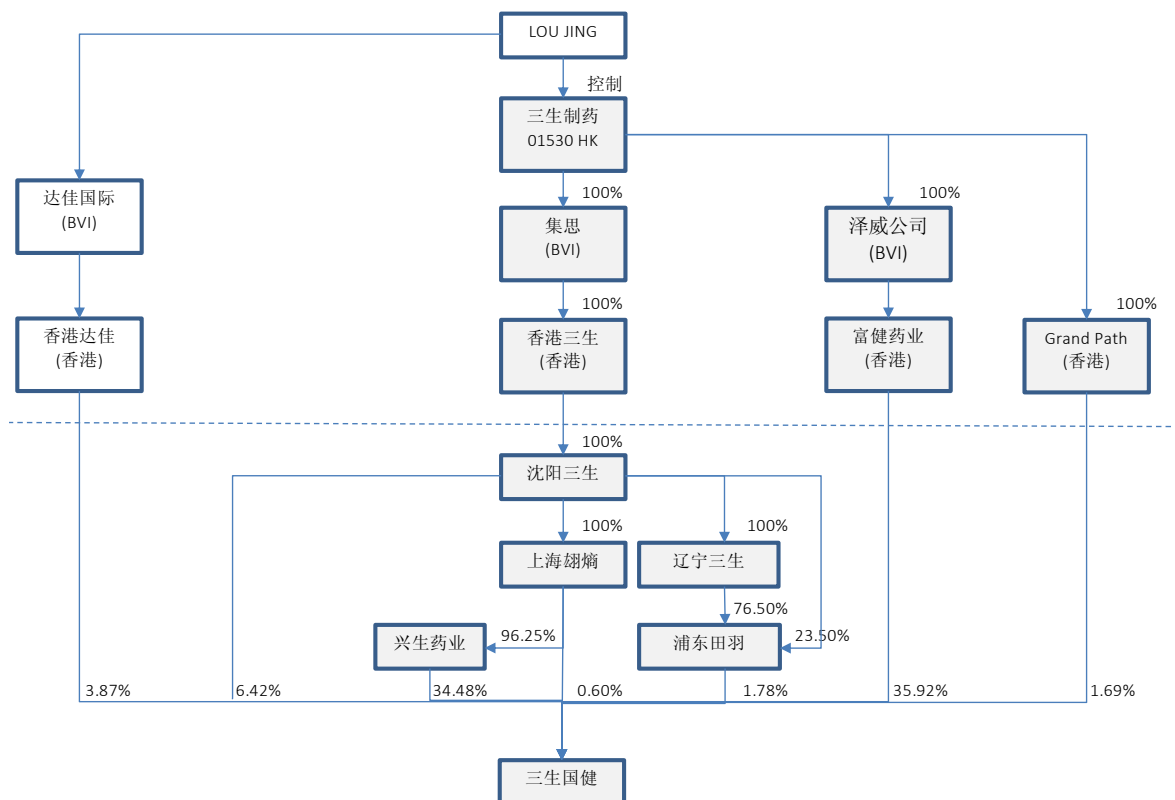 LOU JING
控制
三生制药
01530 HK
达佳国际
(BVI)
100%
集思
(BVI)
100%
泽威公司
(BVI)
香港达佳
(香港)
100%
香港三生
(香港)
富健药业
(香港)
100%
Grand Path
(香港)
100%
沈阳三生
100%
上海翃熵
100%
辽宁三生
兴生药业
96.25%
76.50%
浦东田羽
23.50%
3.87%
6.42%
34.48%
0.60%
1.78%
35.92%
1.69%
三生国健